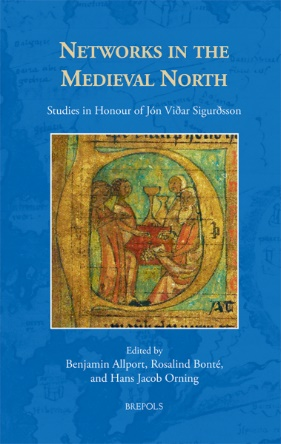 NETWORKS IN THE
MEDIEVAL NORTH
Studies in Honour of Jón Viðar Sigurðsson
Edited by
Benjamin Allport, Rosalind Bonté,
and Hans Jacob Orning
BREPOLS